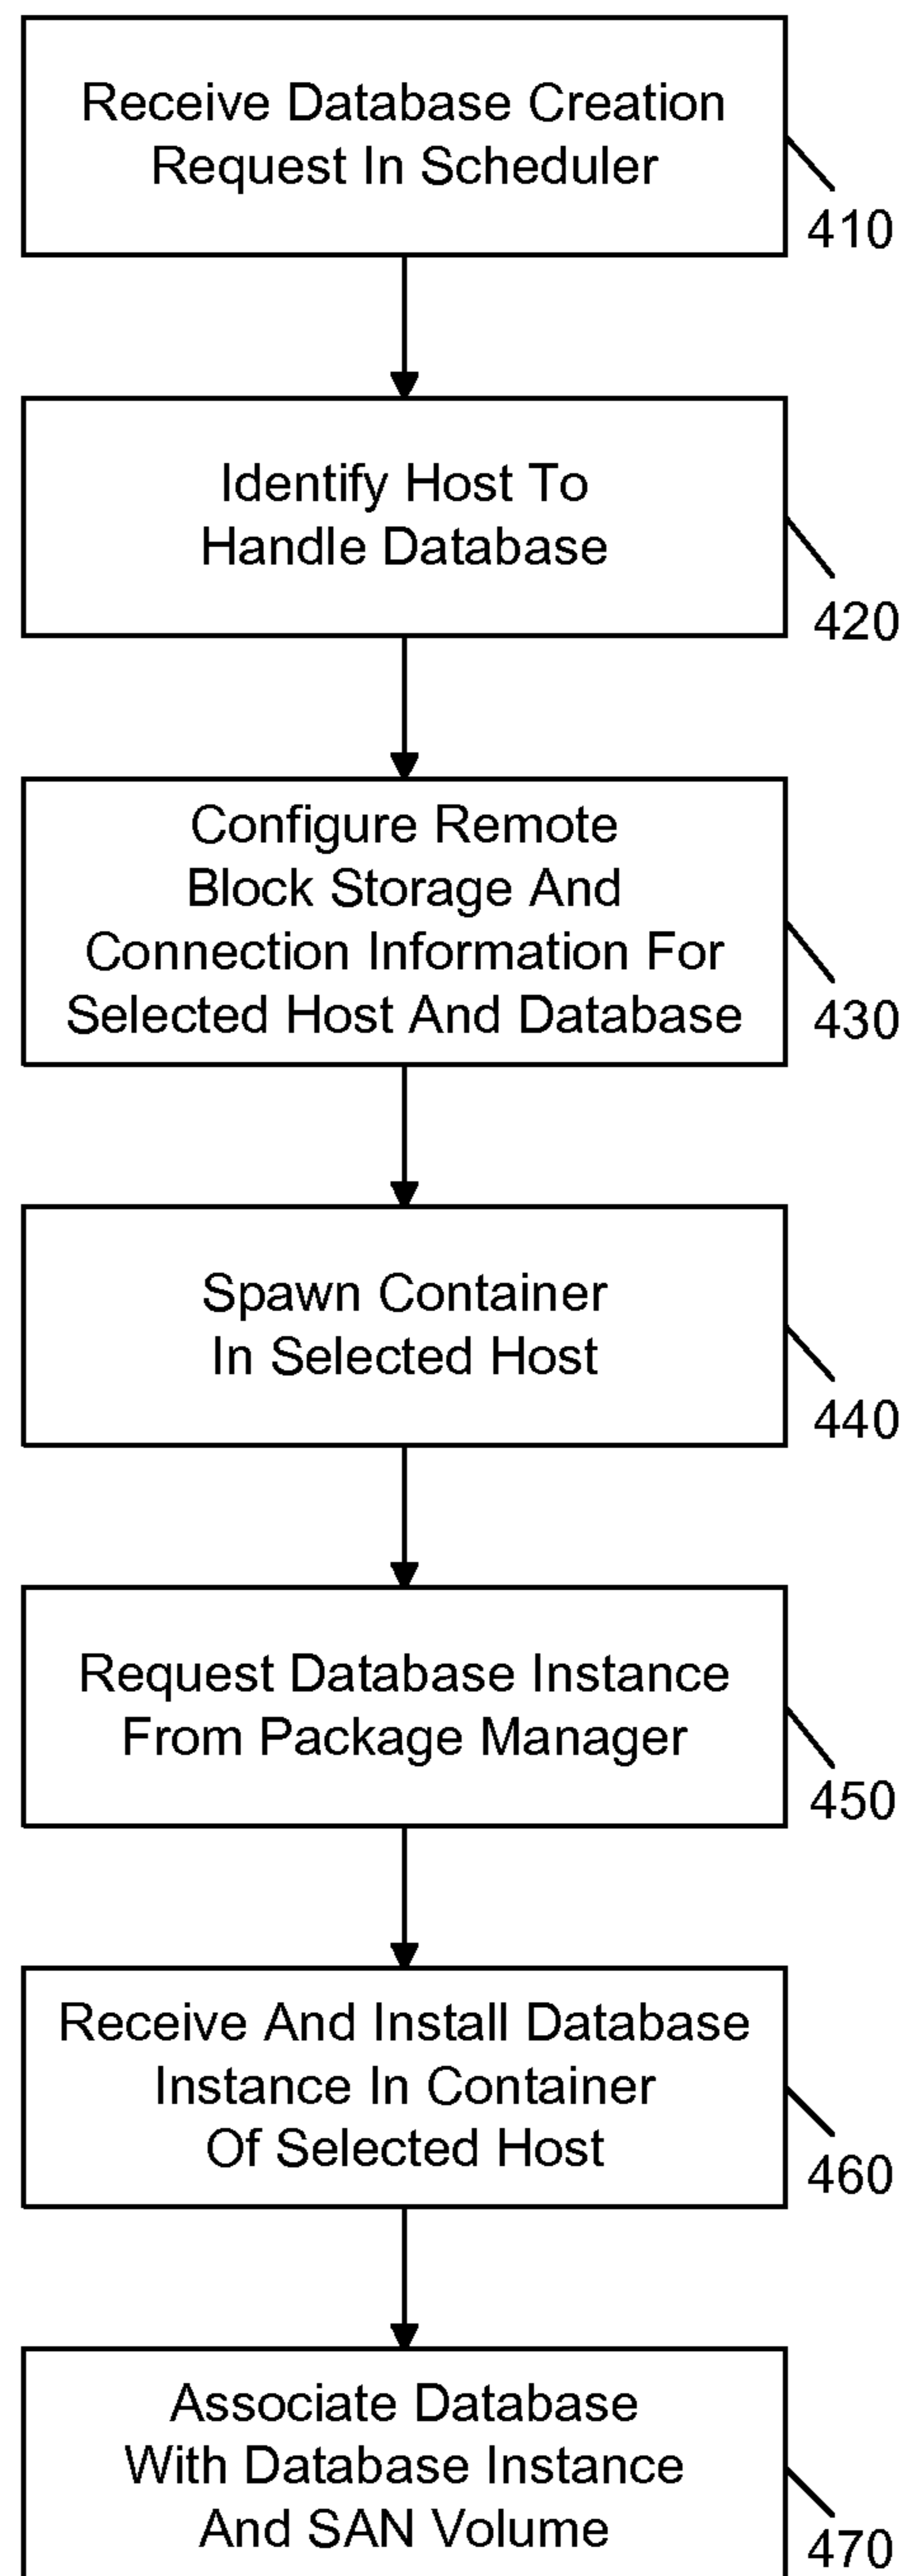 Receive Database Creation
Request In Scheduler
410
Identify Host To
Handle Database
420
Configure Remote
Block Storage And
Connection Information For
Selected Host And Database
430
Spawn Container
In Selected Host
440
Request Database Instance
From Package Manager
450
Receive And Install Database
Instance In Container
Of Selected Host
460
Associate Database
With Database Instance
And SAN Volume
470